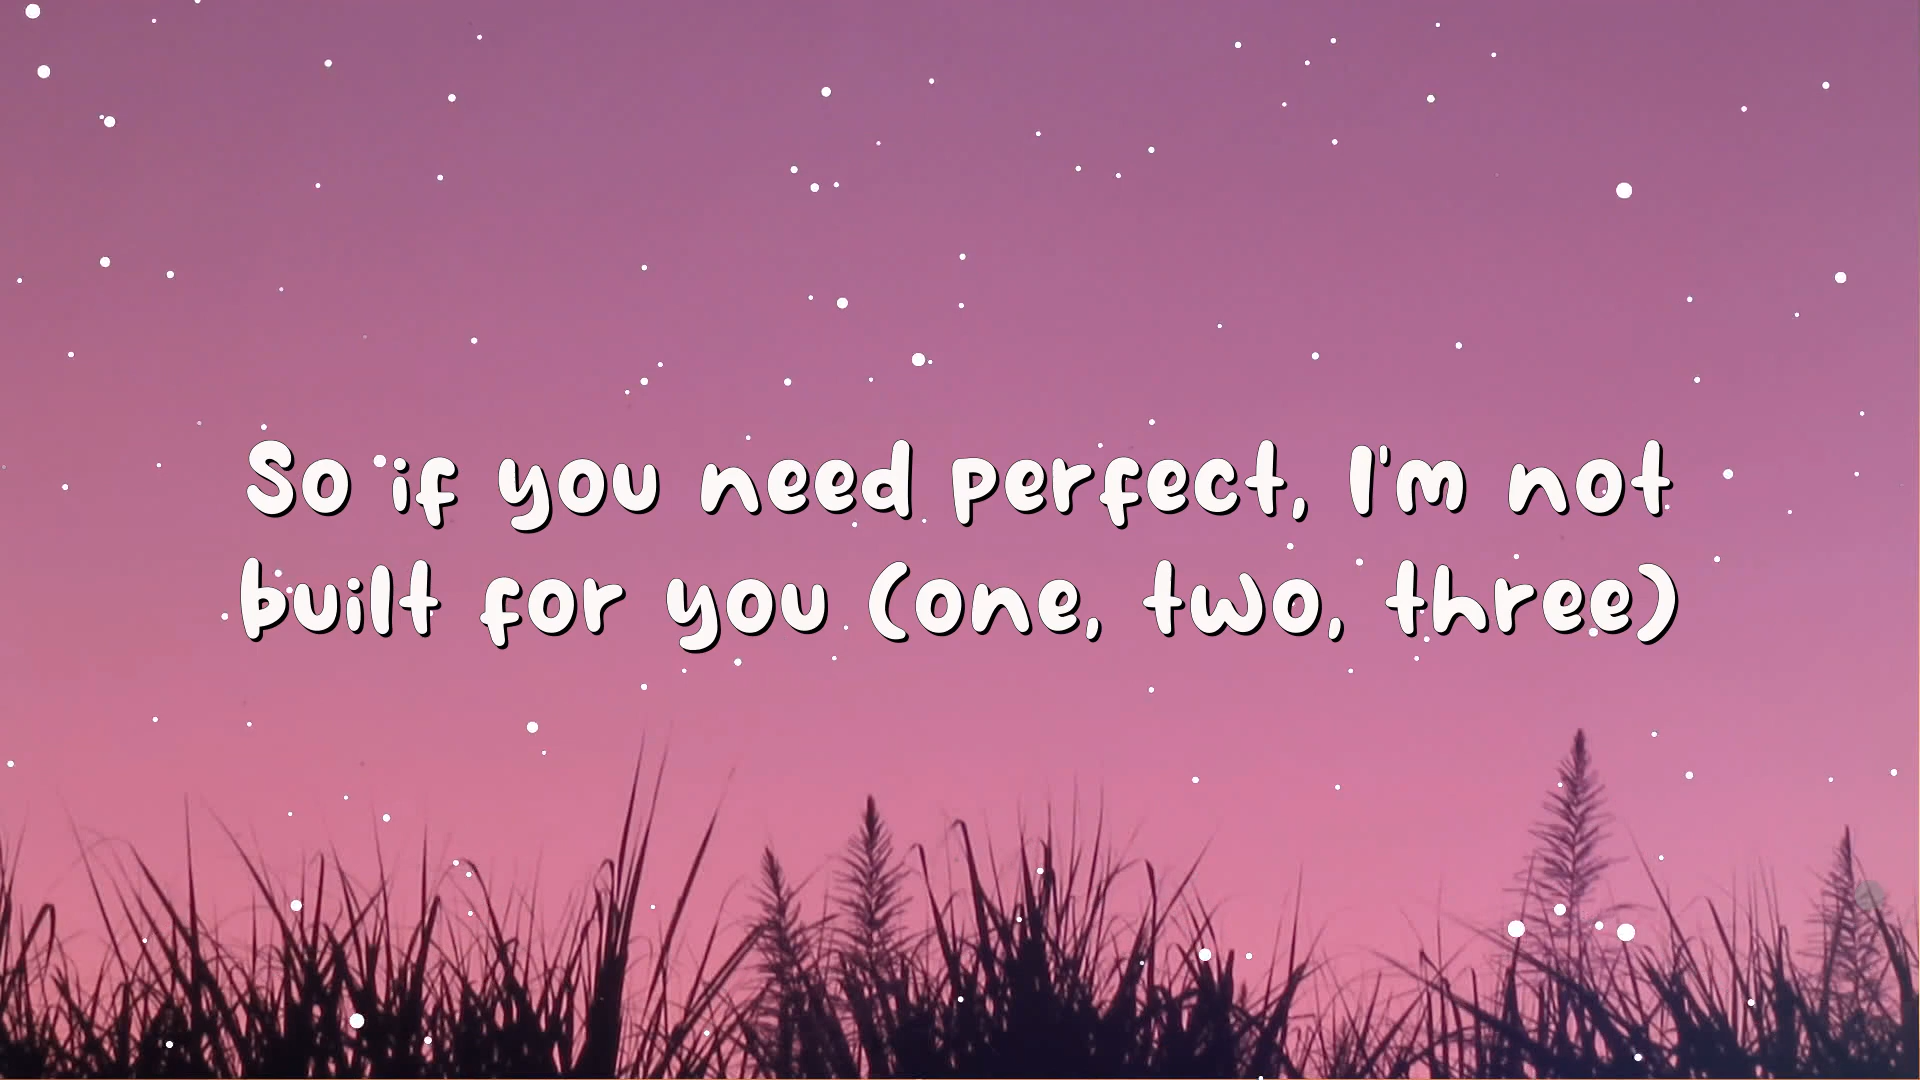 So if you need perfect, I'm not
built for you (one, two, three)